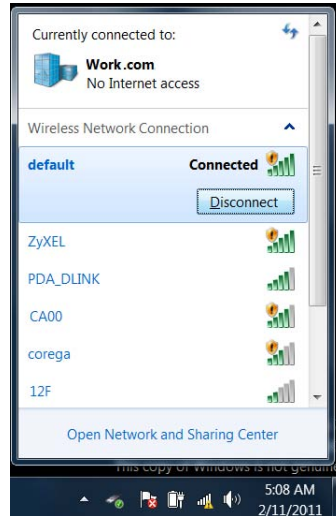 Currently connected to:
Work.com
No Internet access
Wireless Network Connection
default Connected
Disconnect
ZyXEL
PDA_DLINK
CA00
corega
12F
Open Network and Sharing Center
This copy of Windows is not genuine
5:08 AM
2/11/2011